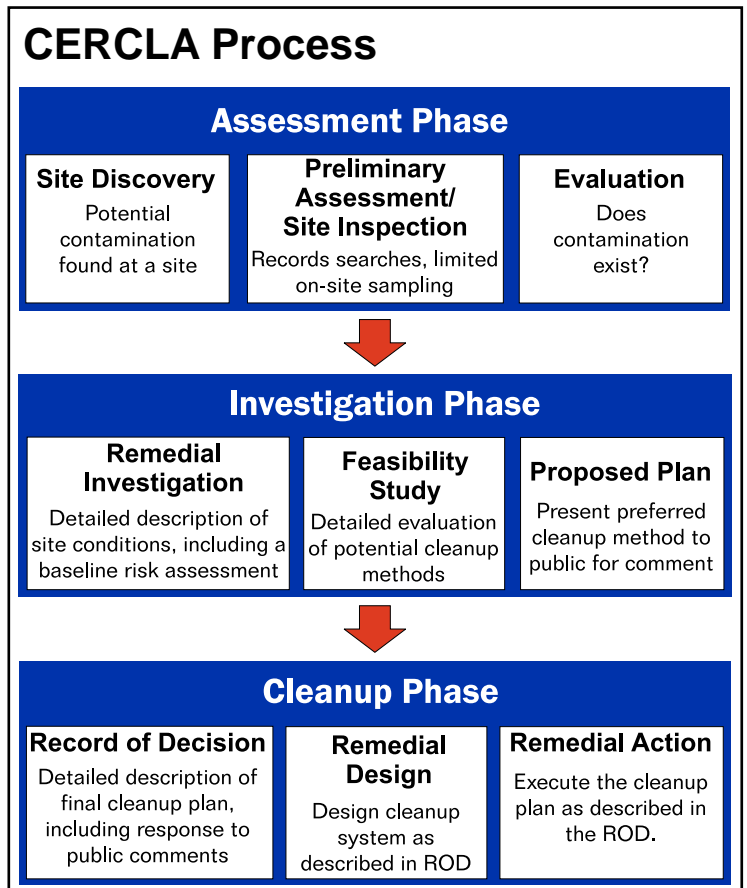 CERCLA Process
Assessment Phase
Site Discovery
Potential
contamination
found at a site
Preliminary
Assessment/
Site Inspection
Records searches, limited
on-site sampling
Evaluation
Does
contamination
exist?
Investigation Phase
Remedial
Investigation
Detailed description of
site conditions, including a
baseline risk assessment
Feasibility
Study
Detailed evaluation
of potential cleanup
methods
Proposed Plan
Present preferred
cleanup method to
public for comment
Cleanup Phase
Record of Decision
Detailed description of
final cleanup plan,
including response to
public comments
Remedial
Design
Design cleanup
system as
described in ROD
Remedial Action
Execute the cleanup
plan as described in
the ROD.